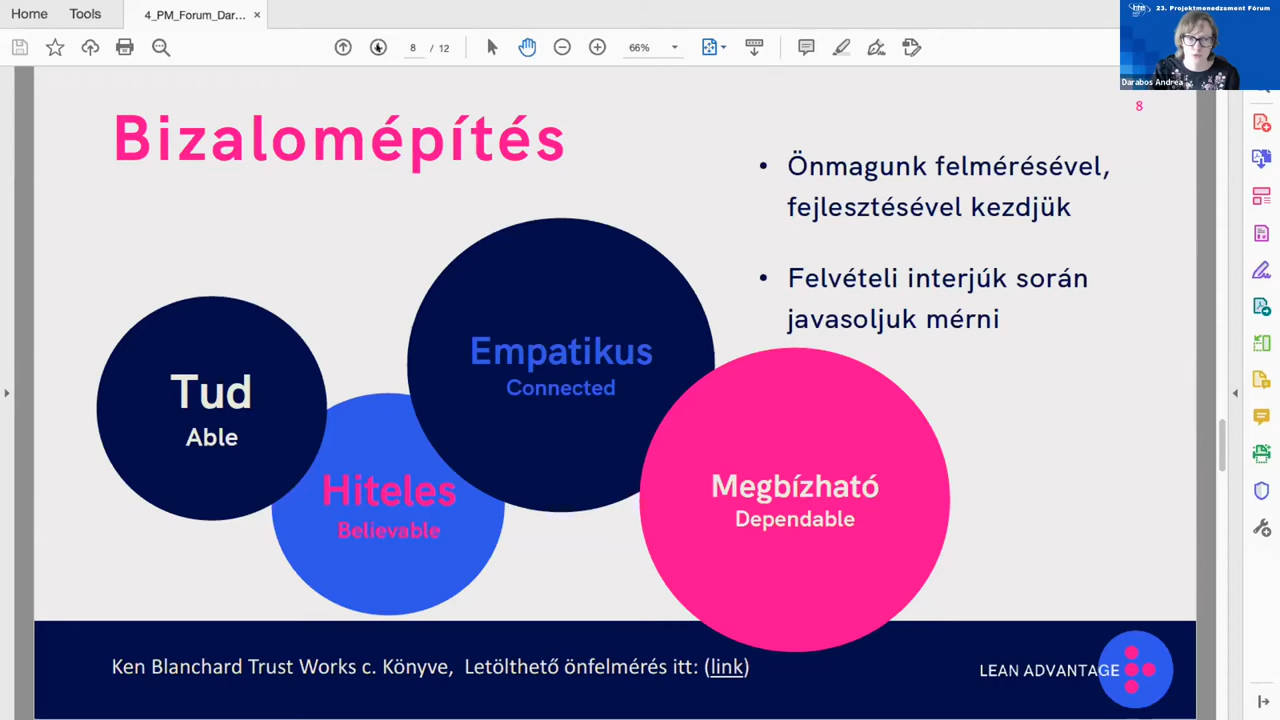 Home
Tools
4_PM_Forum_Dar...
×
8 / 12
66%
23. Projektmenedzsment Fórum
Darabos Andrea
8
Bizalomépítés
• Önmagunk felmérésével,
fejlesztésével kezdjük
• Felvételi interjúk során
javasoljuk mérni
Tud
Able
Hiteles
Believable
Empatikus
Connected
Megbízható
Dependable
Ken Blanchard Trust Works c. Könyve, Letölthető önfelmérés itt: (link)
LEAN ADVANTAGE